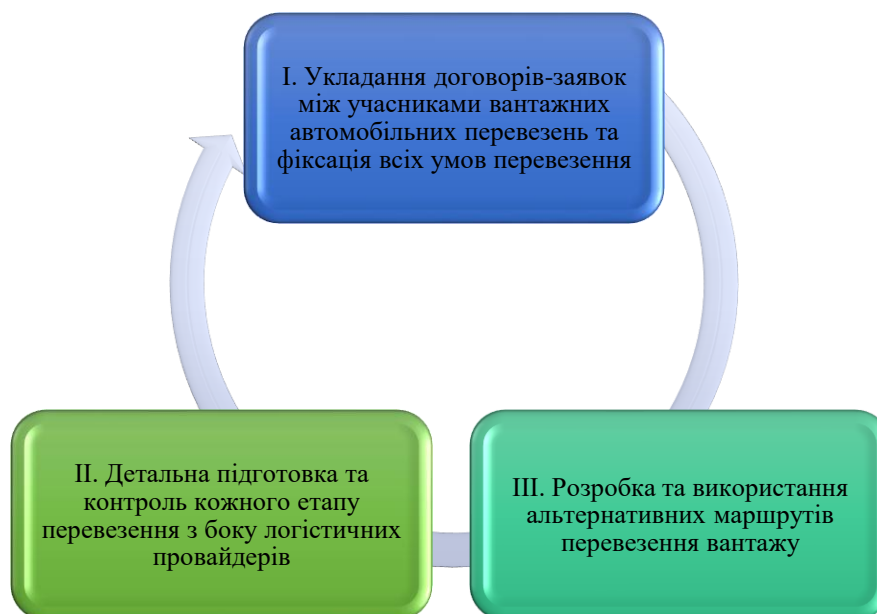 І. Укладання договорів-заявок
між учасниками вантажних
автомобільних перевезень та
фіксація всіх умов перевезення
ІІ. Детальна підготовка та
контроль кожного етапу
перевезення з боку логістичних
провайдерів
ІІІ. Розробка та використання
альтернативних маршрутів
перевезення вантажу